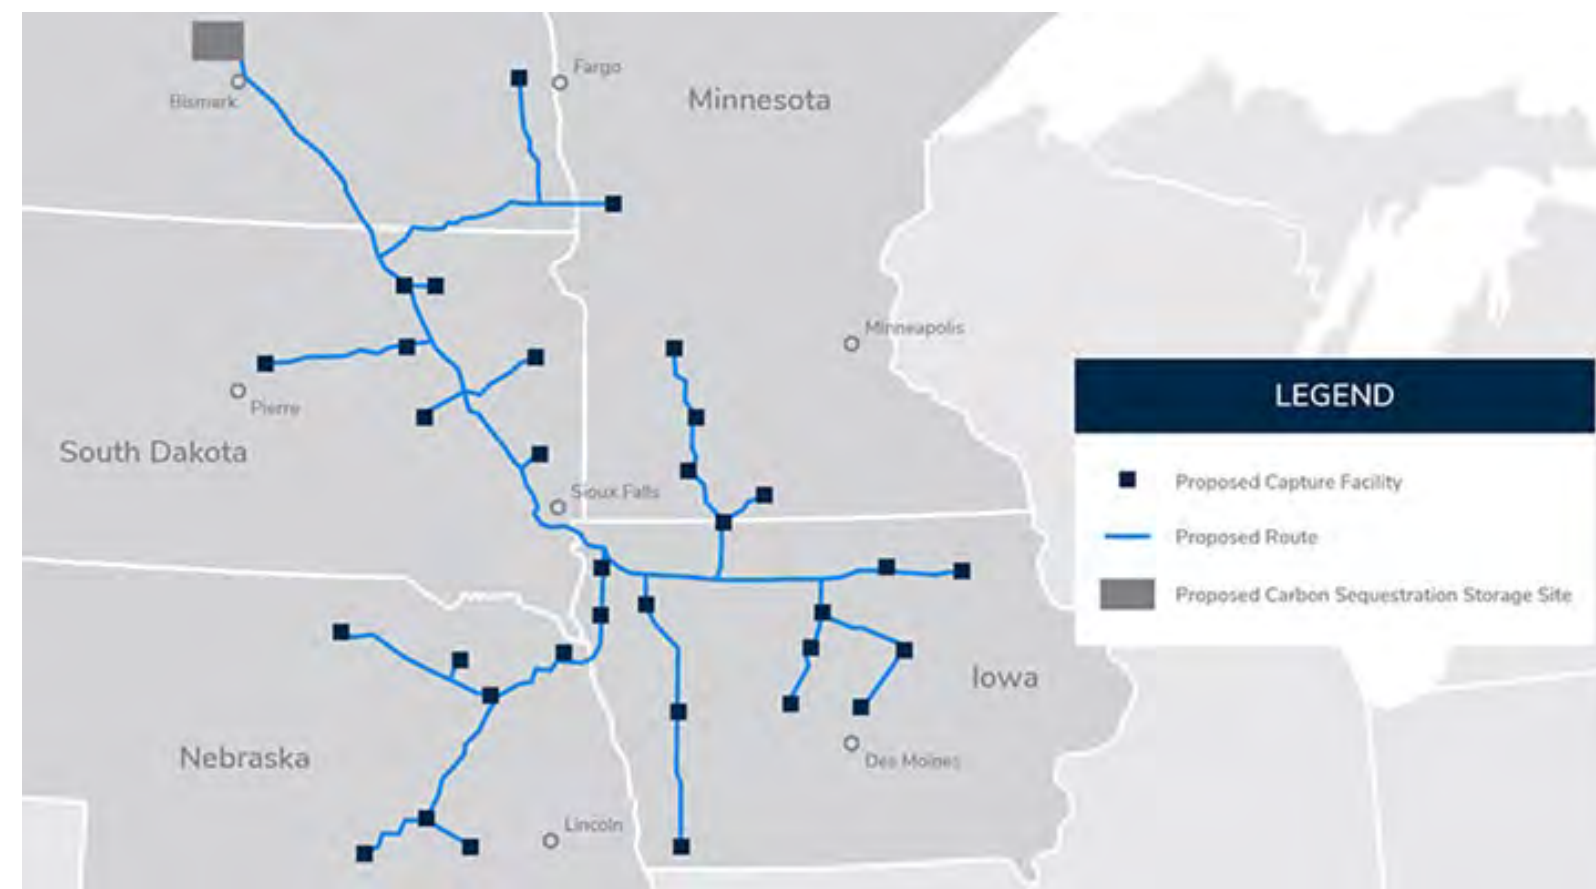 Fargo
Minnesota
Bismark
Minneapolis
LEGEND
Pierre
South Dakota
Proposed Capture Facility
Sioux Falls
Proposed Route
Proposed Carbon Sequestration Storage Site
Iowa
Nebraska
Des Moines
Lincoln